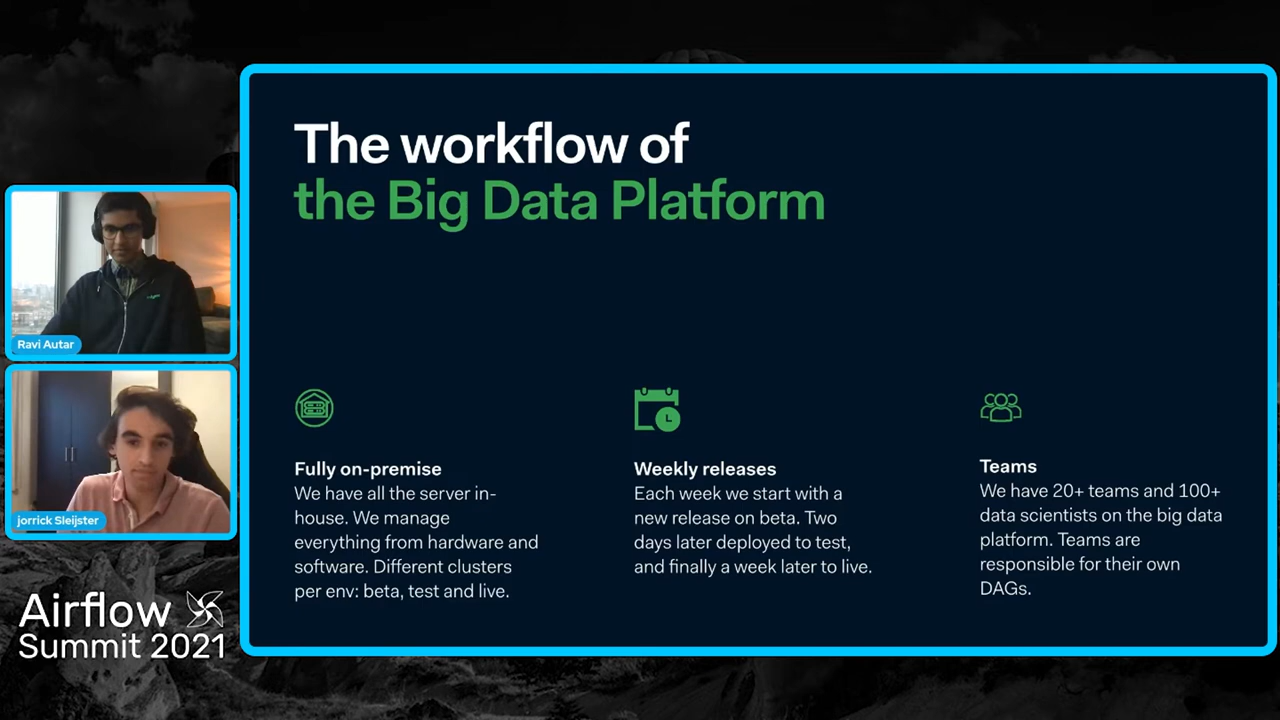 The workflow of
the Big Data Platform
Fully on-premise
We have all the server in-
house. We manage
everything from hardware and
software. Different clusters
per env: beta, test and live.
Weekly releases
Each week we start with a
new release on beta. Two
days later deployed to test,
and finally a week later to live.
Teams
We have 20+ teams and 100+
data scientists on the big data
platform. Teams are
responsible for their own
DAGs.
Ravi Autar
jorrick Sleijster
Airflow
Summit 2021